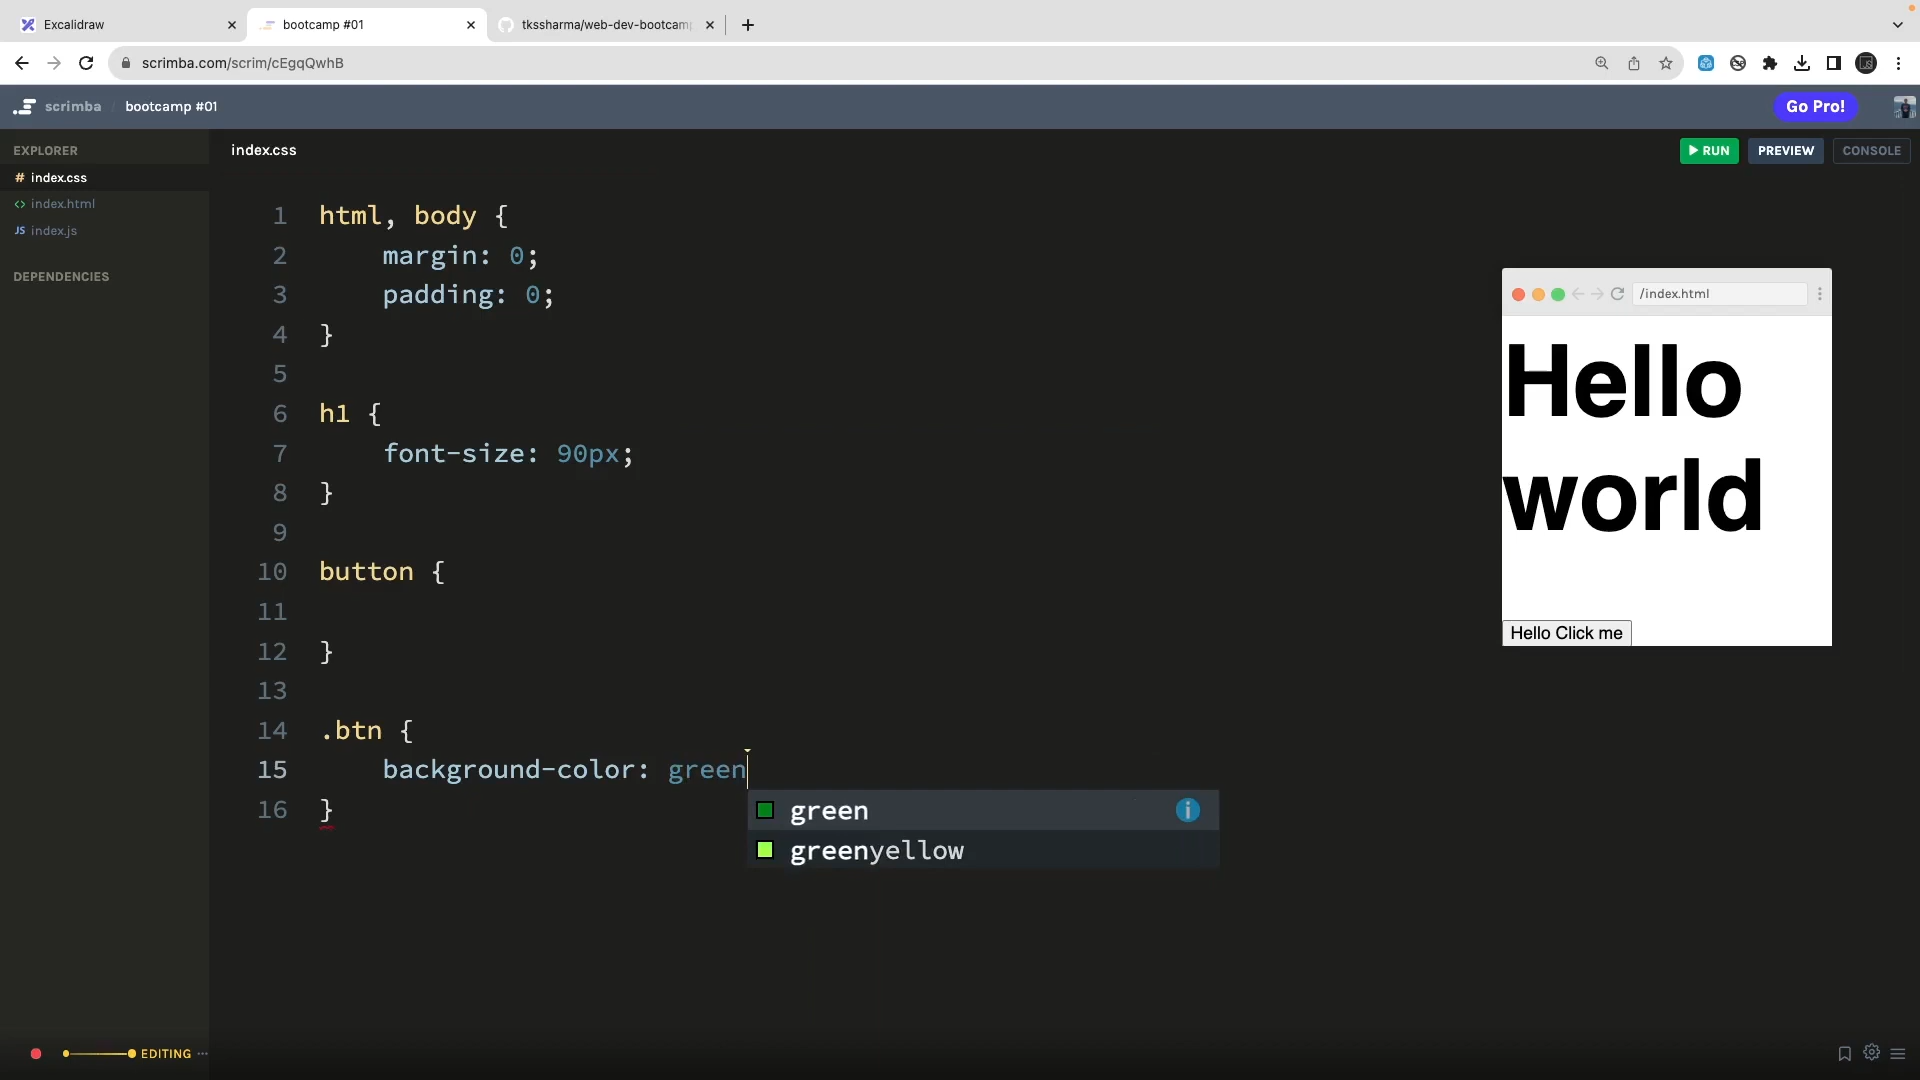 Excalidraw
bootcamp #01
tkssharma/web-dev-bootcam
scrimba.com/scrim/cEgqQwhB
scrimba / bootcamp #01
Go Pro!
EXPLORER
# index.css
<> index.html
JS index.js
DEPENDENCIES
index.css
RUN PREVIEW CONSOLE
1 html, body {
2 margin: 0;
3 padding: 0;
4 }
5
6 h1 {
7 font-size: 90px;
8 }
9
10 button {
11
12 }
13
14 .btn {
15 background-color: green
16 }
green
greenyellow
/index.html
Hello
world
Hello Click me
EDITING